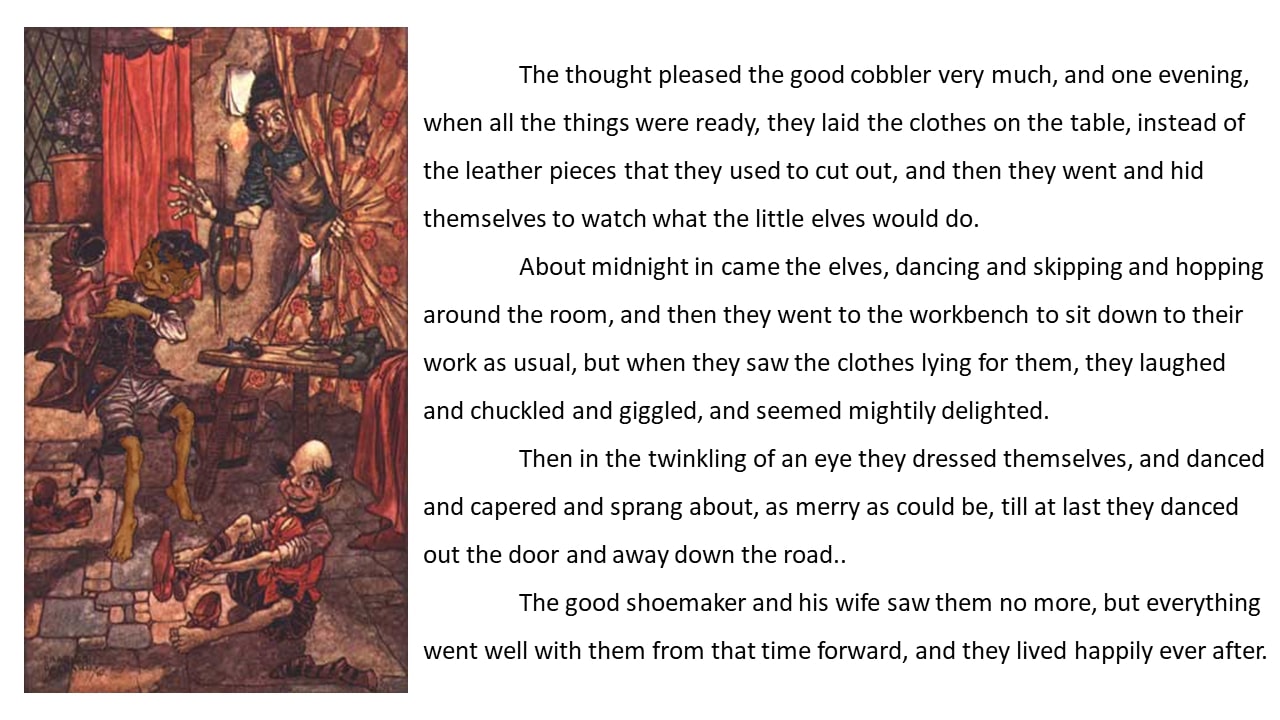 The thought pleased the good cobbler very much, and one evening,
when all the things were ready, they laid the clothes on the table, instead of
the leather pieces that they used to cut out, and then they went and hid
themselves to watch what the little elves would do.
About midnight in came the elves, dancing and skipping and hopping
around the room, and then they went to the workbench to sit down to their
work as usual, but when they saw the clothes lying for them, they laughed
and chuckled and giggled, and seemed mightily delighted.
Then in the twinkling of an eye they dressed themselves, and danced
and capered and sprang about, as merry as could be, till at last they danced
out the door and away down the road..
The good shoemaker and his wife saw them no more, but everything
went well with them from that time forward, and they lived happily ever after.